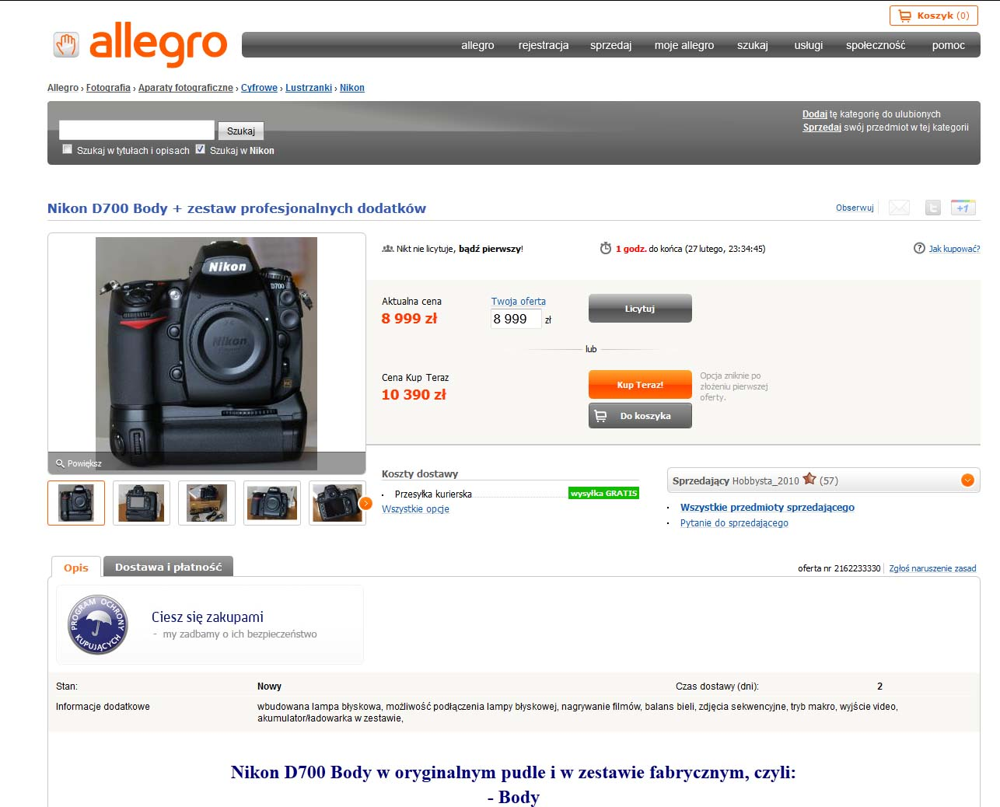 Koszyk (0)
allegro
allegro rejestracja sprzedaj moje allegro szukaj usługi społeczność pomoc
Allegro › Fotografia › Aparaty fotograficzne › Cyfrowe › Lustrzanki › Nikon
Dodaj tę kategorię do ulubionych
Sprzedaj swój przedmiot w tej kategorii
Szukaj
Szukaj w tytułach i opisach Szukaj w Nikon
Nikon D700 Body + zestaw profesjonalnych dodatków
Obserwuj
t
+1
Nikon
D700
Nikon
FX
Powiększ
Nikt nie licytuje, bądź pierwszy!
1 godz. do końca (27 lutego, 23:34:45)
? Jak kupować?
Aktualna cena
8 999 zł
Twoja oferta
8 999 zł
Licytuj
lub
Cena Kup Teraz
10 390 zł
Kup Teraz!
Opcja zniknie po
złożeniu pierwszej
oferty.
Do koszyka
Koszty dostawy
Przesyłka kurierska wysyłka GRATIS
Wszystkie opcje
Sprzedający Hobbysta_2010 (57)
Wszystkie przedmioty sprzedającego
Pytanie do sprzedającego
Opis
Dostawa i płatność
oferta nr 2162233330 Zgłoś naruszenie zasad
PROGRAM OCHRONY KUPUJĄCYCH
Ciesz się zakupami
- my zadbamy o ich bezpieczeństwo
Stan: Nowy Czas dostawy (dni): 2
Informacje dodatkowe wbudowana lampa błyskowa, możliwość podłączenia lampy błyskowej, nagrywanie filmów, balans bieli, zdjęcia sekwencyjne, tryb makro, wyjście video,
akumulator/ładowarka w zestawie,
Nikon D700 Body w oryginalnym pudle i w zestawie fabrycznym, czyli:
- Body